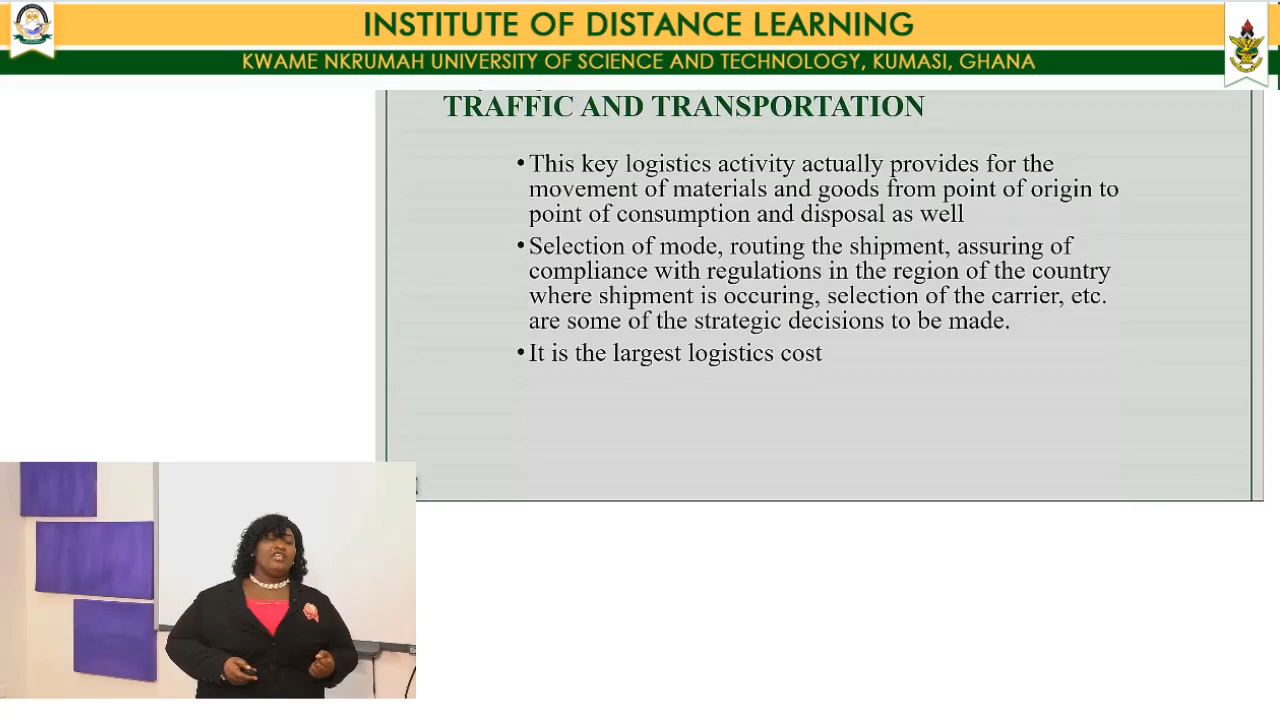 INSTITUTE OF DISTANCE LEARNING
KWAME NKRUMAH UNIVERSITY OF SCIENCE AND TECHNOLOGY, KUMASI, GHANA
TRAFFIC AND TRANSPORTATION
• This key logistics activity actually provides for the
movement of materials and goods from point of origin to
point of consumption and disposal as well
• Selection of mode, routing the shipment, assuring of
compliance with regulations in the region of the country
where shipment is occuring, selection of the carrier, etc.
are some of the strategic decisions to be made.
• It is the largest logistics cost